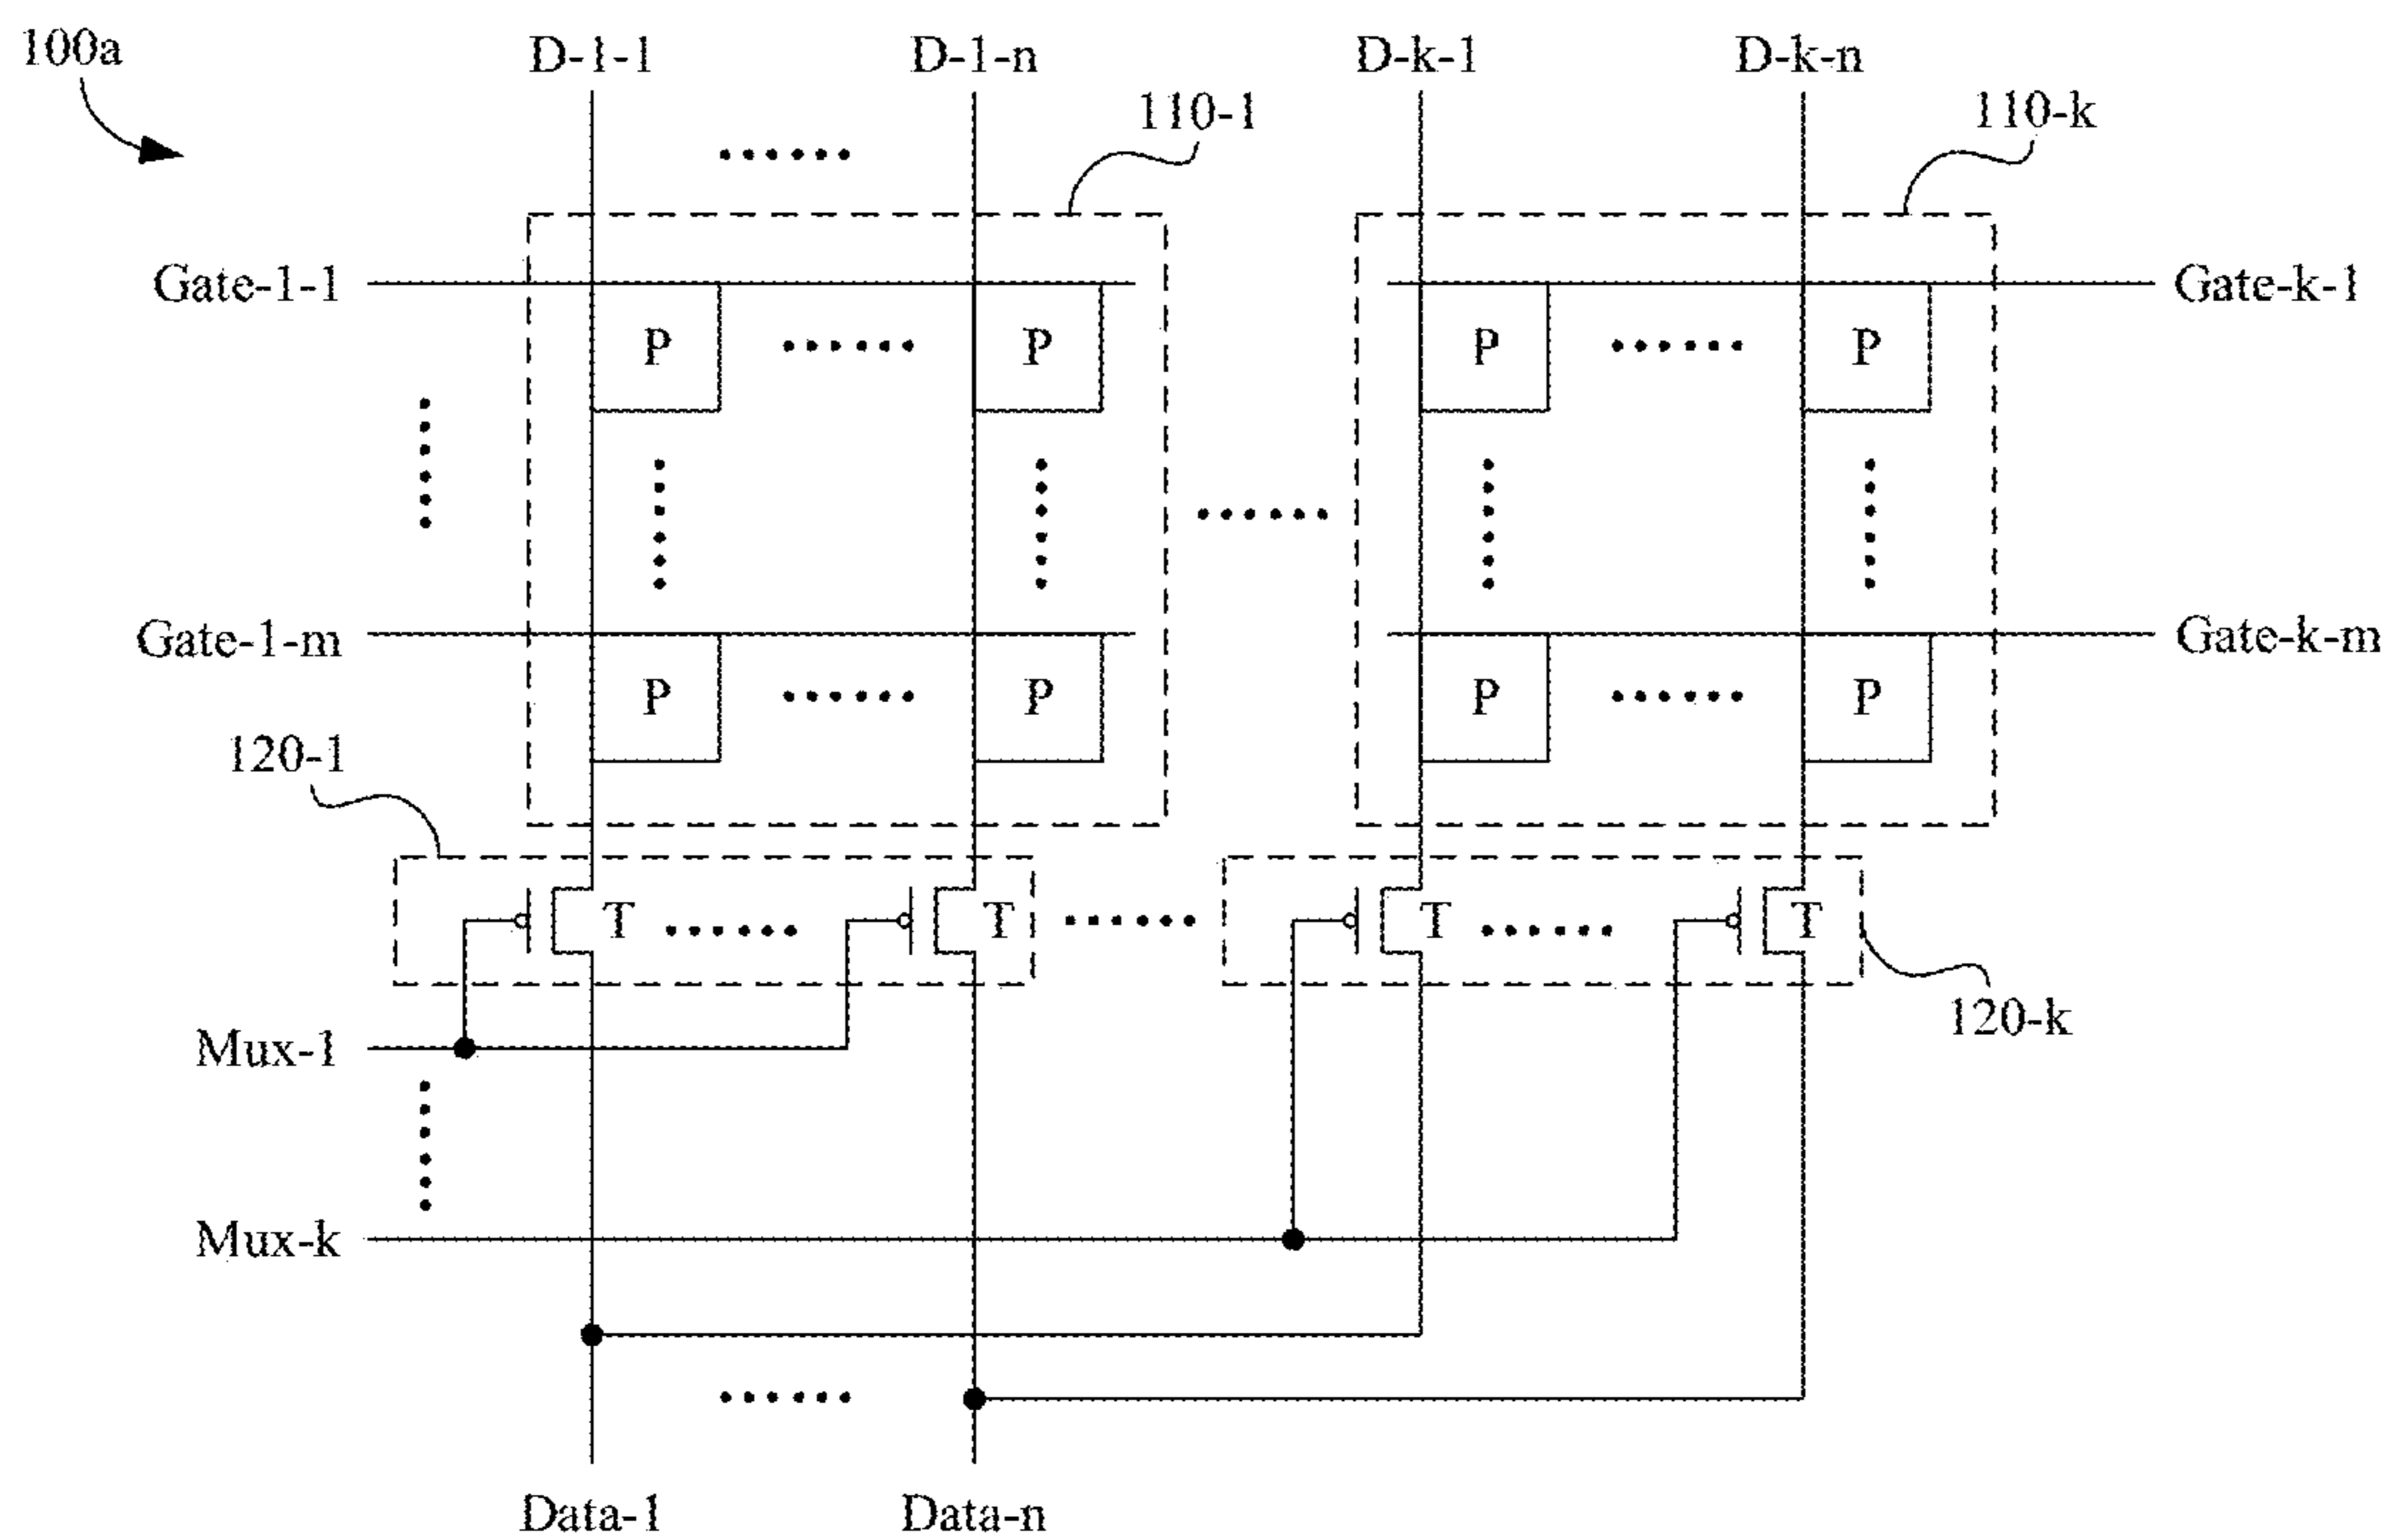 100a
D-1-1
D-1-n
D-k-1
D-k-n
110-1
110-k
Gate-1-1
Gate-k-1
P
P
P
P
Gate-1-m
Gate-k-m
P
P
P
P
120-1
T
T
T
T
120-k
Mux-1
Mux-k
Data-1
Data-n